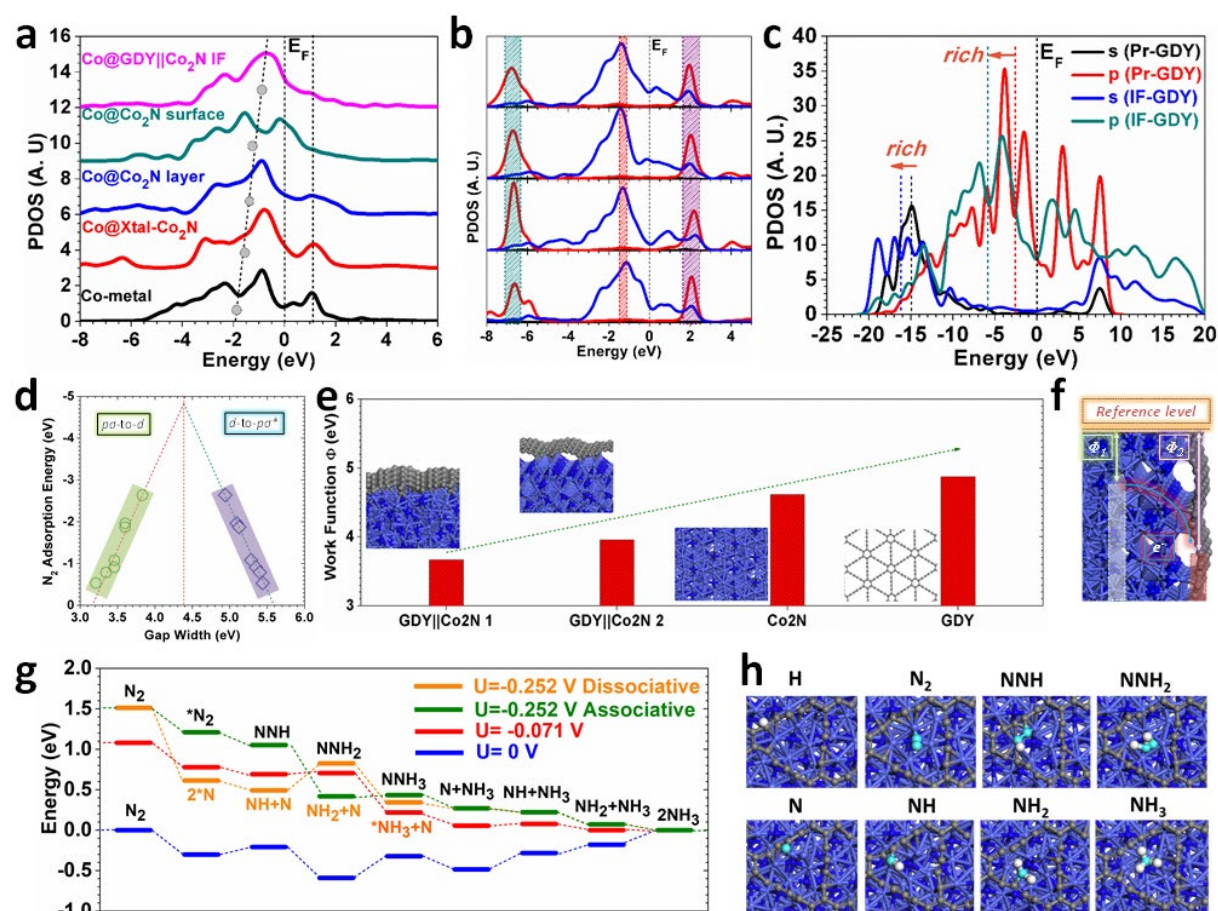 a
PDOS (A. U)
16
14
12
10
8
6
4
2
0
Co@GDY||Co2N IF
EF
Co@Co2N surface
Co@Co2N layer
Co@Xtal-Co2N
Co-metal
-8 -6 -4 -2 0 2 4 6
Energy (eV)
b
PDOS (A. U.)
EF
-8 -6 -4 -2 0 2 4
Energy (eV)
c
PDOS (A. U.)
40
35
30
25
20
15
10
5
0
rich
rich
EF
s (Pr-GDY)
p (Pr-GDY)
s (IF-GDY)
p (IF-GDY)
-25 -20 -15 -10 -5 0 5 10 15 20
Energy (eV)
d
N2 Adsorption Energy (eV)
-5
-4
-3
-2
-1
0
pσ-to-d
d-to-pσ*
3.0 3.5 4.0 4.5 5.0 5.5 6.0
Gap Width (eV)
e
Work Function Φ (eV)
6
5
4
3
GDY||Co2N 1 GDY||Co2N 2 Co2N GDY
f
Reference level
Φ1
Φ2
e
g
Energy (eV)
2.0
1.5
1.0
0.5
0.0
-0.5
-1.0
U=-0.252 V Dissociative
U=-0.252 V Associative
U= -0.071 V
U= 0 V
N2
*N2
NNH
NNH2
NNH3
N+NH3
NH+NH3
NH2+NH3
2NH3
2*N
NH+N
NH2+N
*NH3+N
N2
h
H N2 NNH NNH2
N NH NH2 NH3